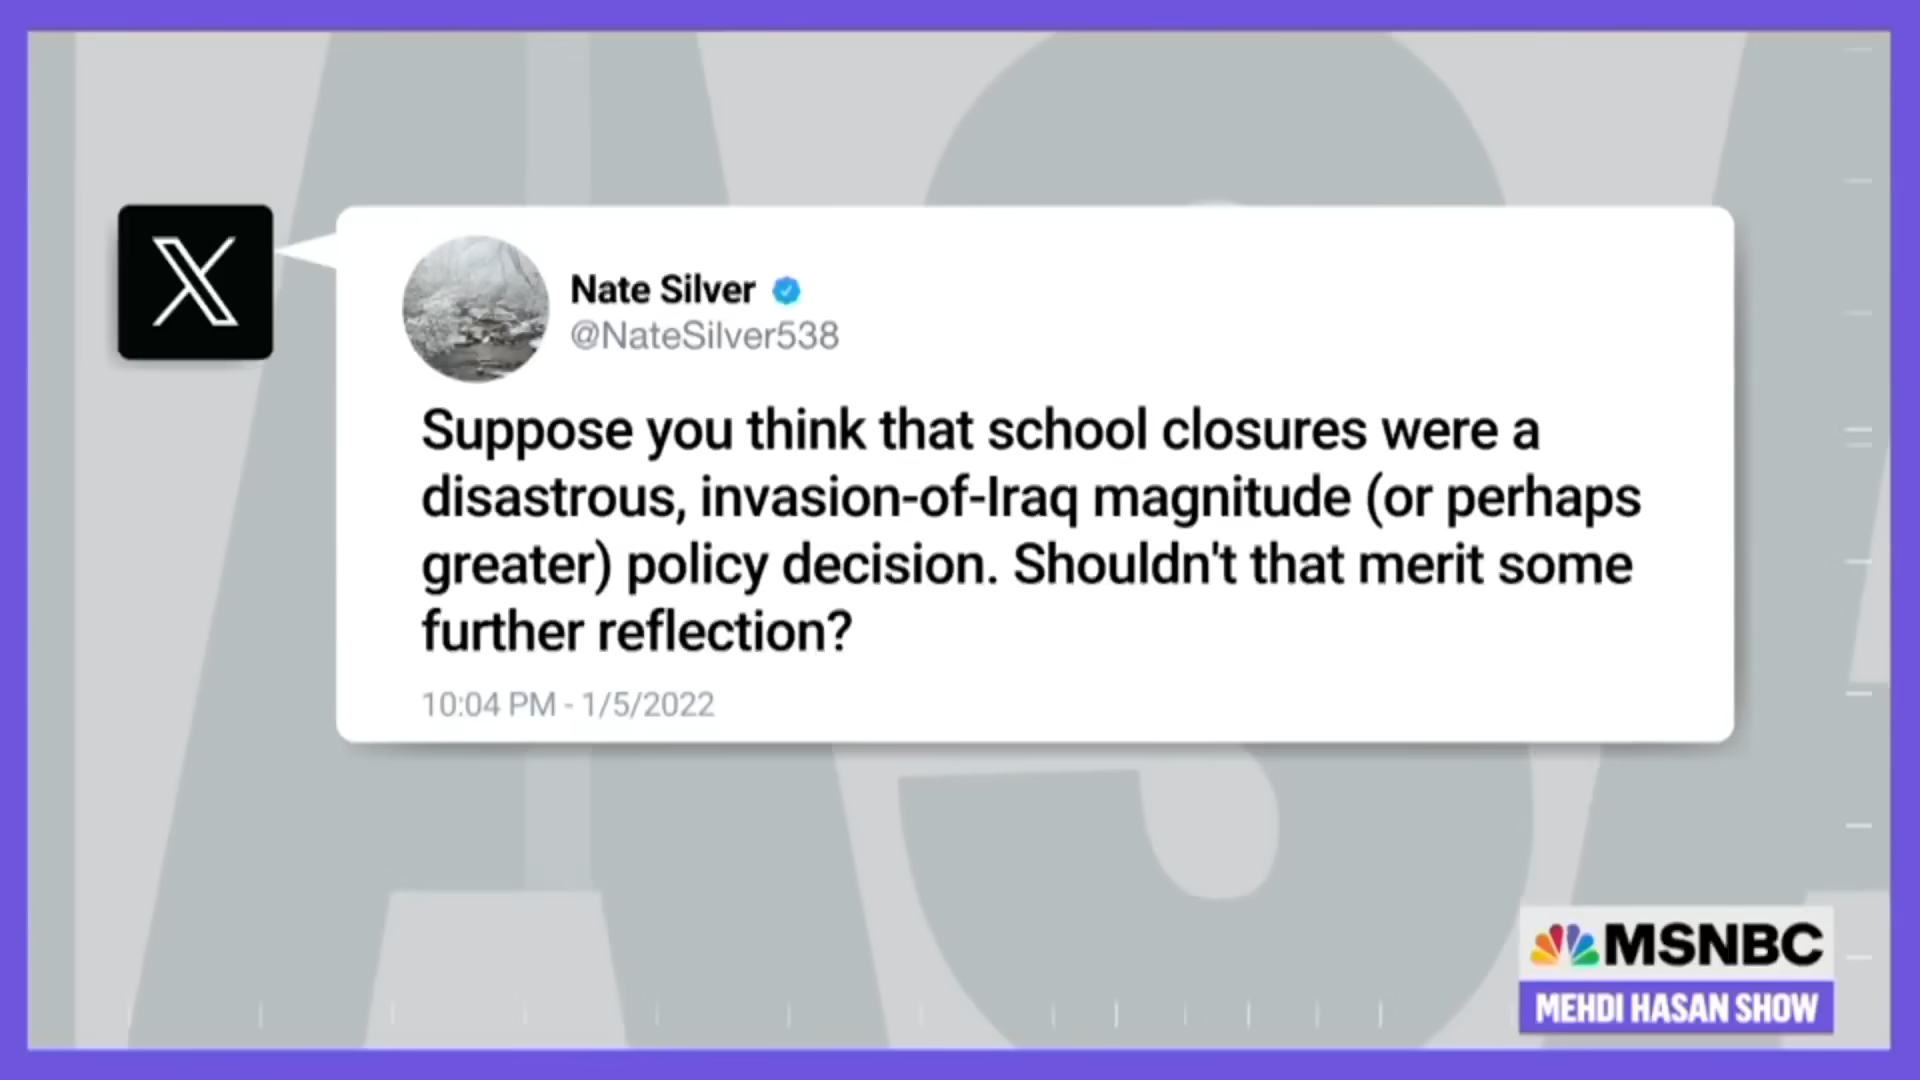 Nate Silver
@NateSilver538
Suppose you think that school closures were a
disastrous, invasion-of-Iraq magnitude (or perhaps
greater) policy decision. Shouldn't that merit some
further reflection?
10:04 PM - 1/5/2022
MSNBC
MEHDI HASAN SHOW